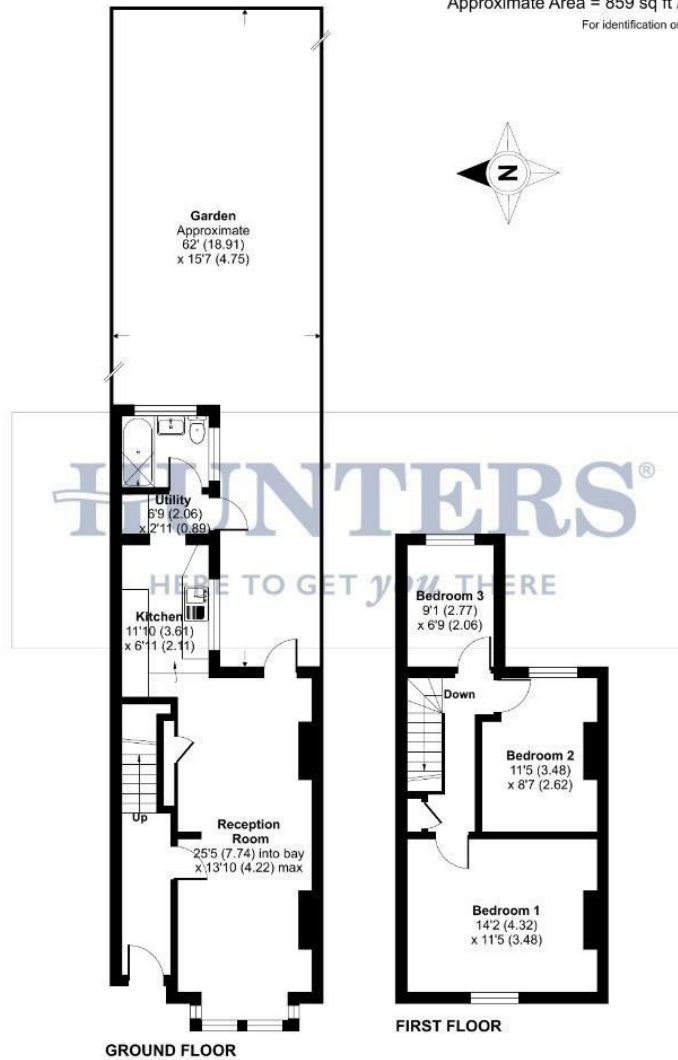 Approximate Area = 859 sq ft /
For identification on
N
Garden
Approximate
62' (18.91)
x 15'7 (4.75)
HUNTERS®
HERE TO GET you THERE
Utility
6'9 (2.06)
x 2'11 (0.89)
Kitchen
11'10 (3.61)
x 6'11 (2.11)
Up
Reception
Room
25'5 (7.74) into bay
x 13'10 (4.22) max
GROUND FLOOR
Bedroom 3
9'1 (2.77)
x 6'9 (2.06)
Down
Bedroom 2
11'5 (3.48)
x 8'7 (2.62)
Bedroom 1
14'2 (4.32)
x 11'5 (3.48)
FIRST FLOOR